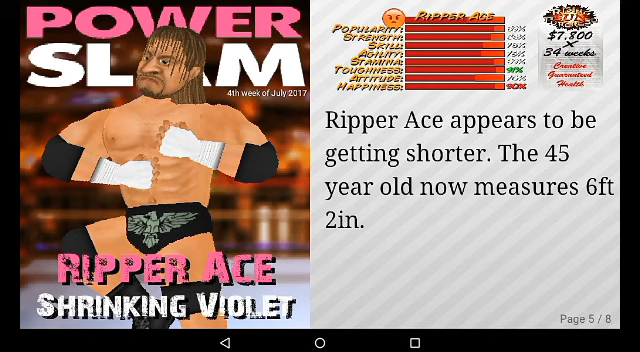 POWER
SLAM
4th week of July 2017
RIPPER ACE
SHRINKING VIOLET
RIPPER ACE
POPULARITY:
STRENGTH:
SKILL:
AGILITY:
STAMINA:
TOUGHNESS:
ATTITUDE:
HAPPINESS: 90%
$7,800
X
34 weeks
Creative
Guaranteed
Health
Ripper Ace appears to be
getting shorter. The 45
year old now measures 6ft
2in.
Page 5 / 8